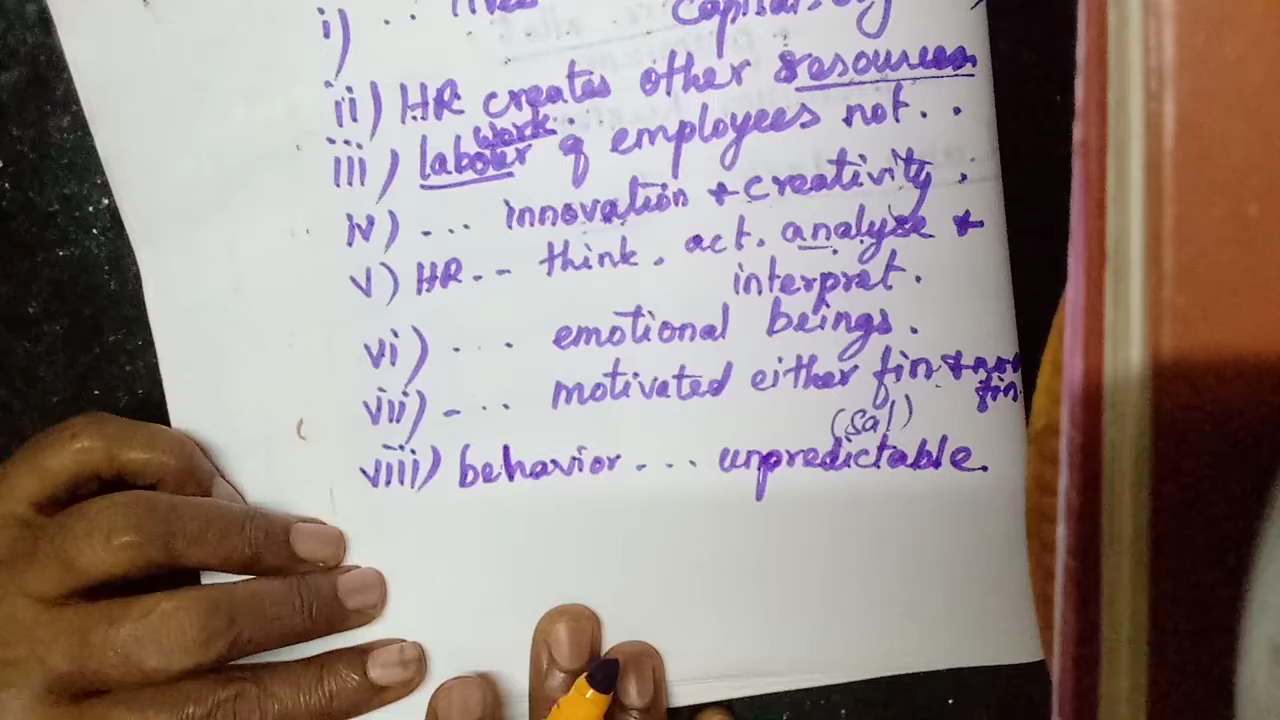 i) ..
ii) HR creates other resources
work.
iii) labour of employees not..
iv) ... innovation + creativity.
v) HR -- think, act, analyse +
interpret.
vi) ... emotional beings.
vii) -... motivated either fin. + non
fin.
(sal)
viii) behavior ... unpredictable.